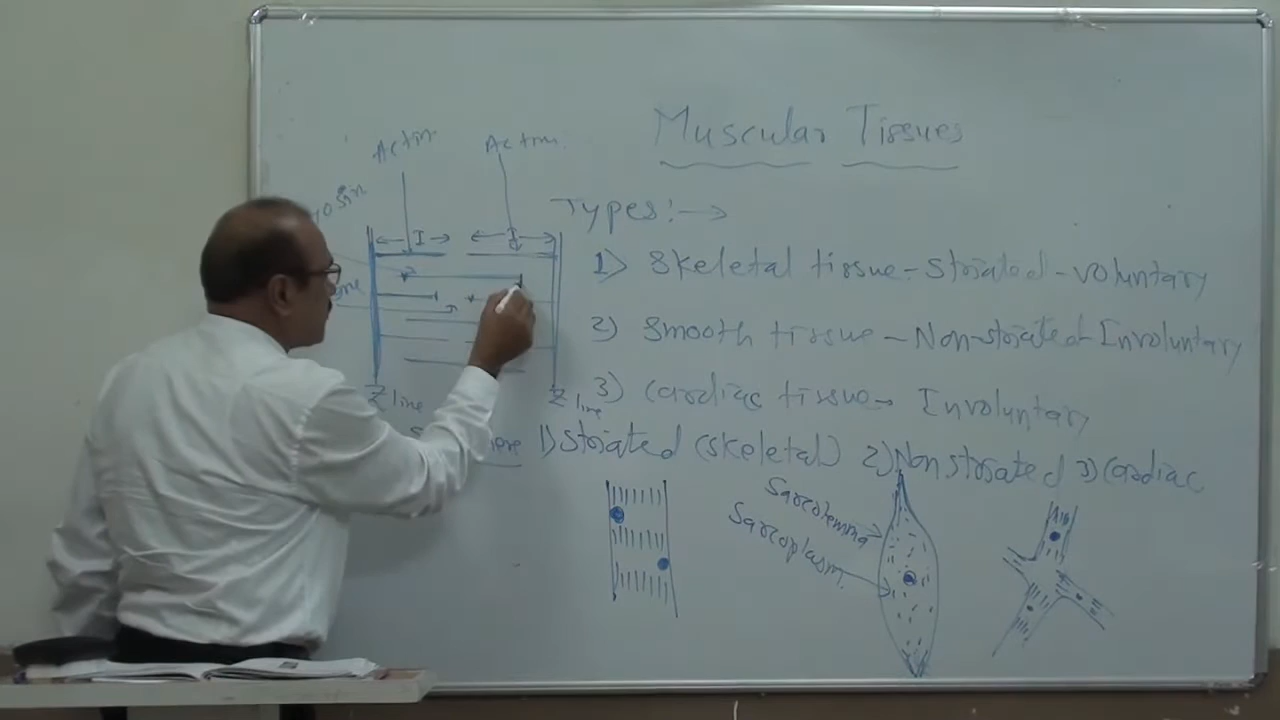 Muscular Tissues
Actin
Actin
I
I
Z line
Z line
Types:→
1) Skeletal tissue - Striated - voluntary
2) Smooth tissue - Non-striated - Involuntary
3) Cardiac tissue - Involuntary
1) Striated (skeletal) 2) Non striated 3) Cardiac
Sarcolemma
Sarcoplasm